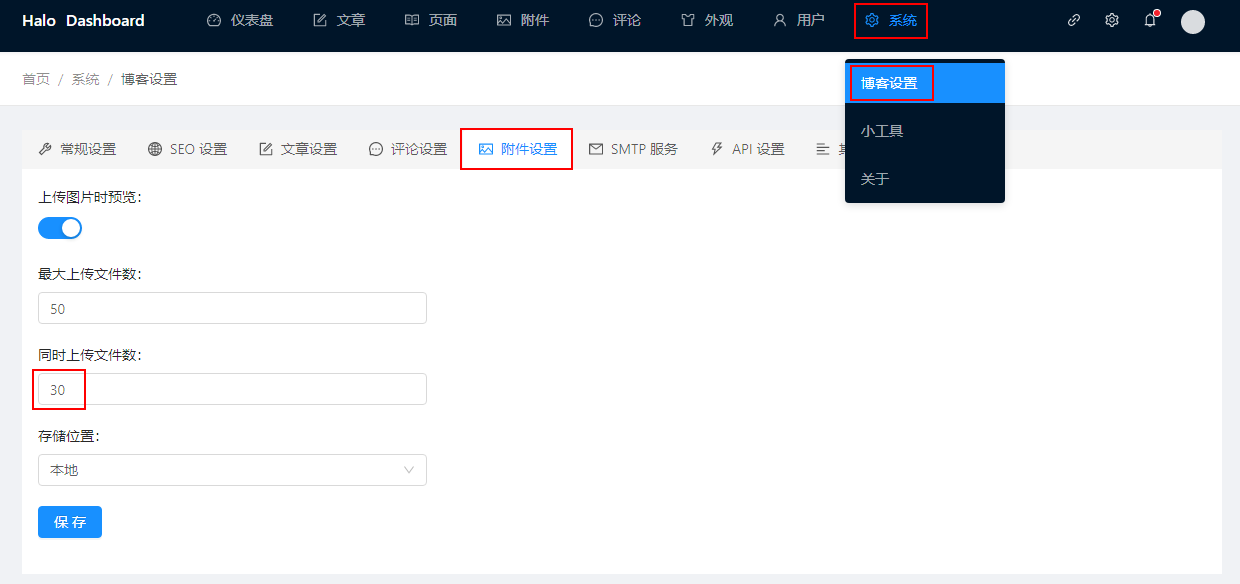 Halo Dashboard 仪表盘 文章 页面 附件 评论 外观 用户 系统
首页 / 系统 / 博客设置
博客设置
小工具
关于
常规设置 SEO 设置 文章设置 评论设置 附件设置 SMTP 服务 API 设置
上传图片时预览：
最大上传文件数：
50
同时上传文件数：
30
存储位置：
本地
保 存